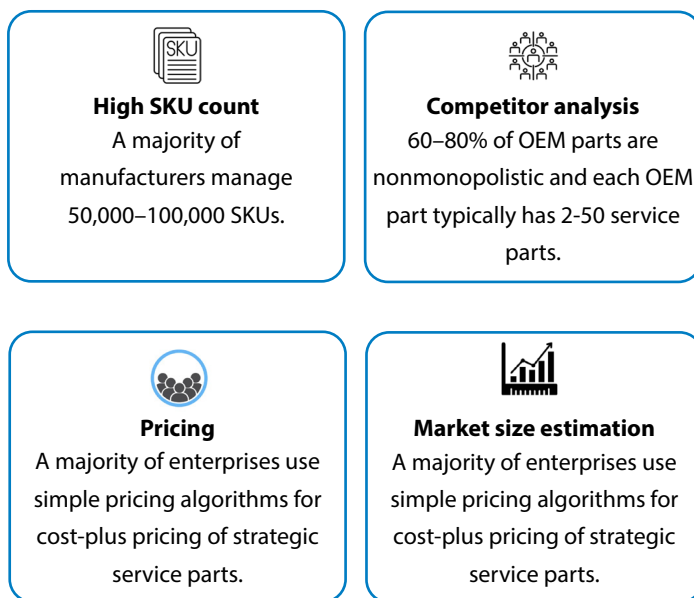 SKU
High SKU count
A majority of
manufacturers manage
50,000–100,000 SKUs.
Competitor analysis
60–80% of OEM parts are
nonmonopolistic and each OEM
part typically has 2-50 service
parts.
Pricing
A majority of enterprises use
simple pricing algorithms for
cost-plus pricing of strategic
service parts.
Market size estimation
A majority of enterprises use
simple pricing algorithms for
cost-plus pricing of strategic
service parts.